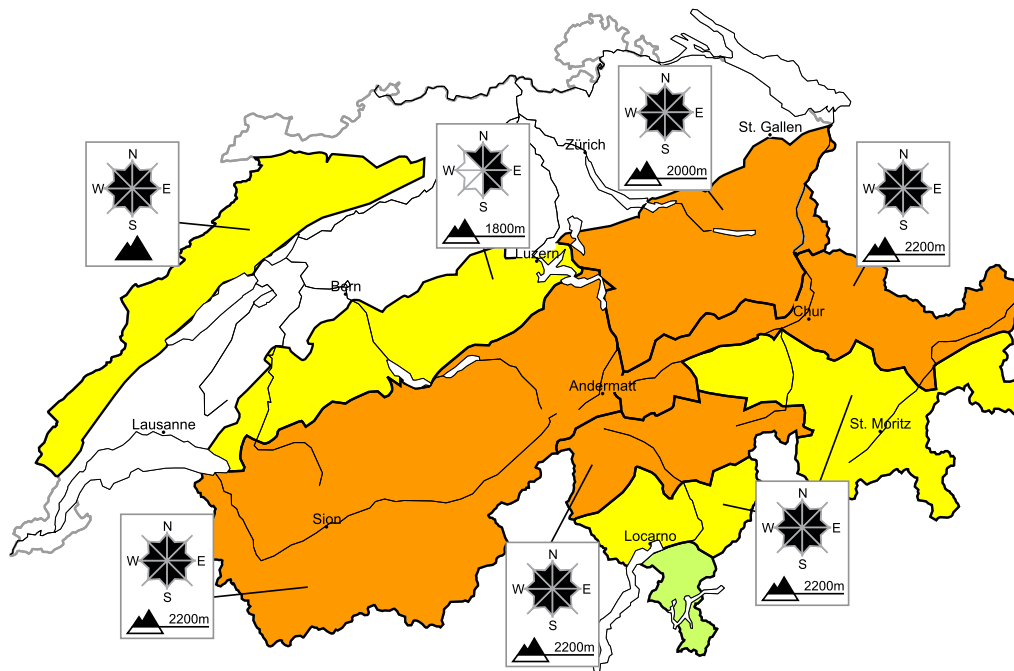 N
W E
S
2000m
St. Gallen
Zürich
N
W E
S
1800m
N
W E
S
N
W E
S
2200m
Luzern
Bern
Chur
Andermatt
St. Moritz
Lausanne
Sion
Locarno
N
W E
S
2200m
N
W E
S
2200m
N
W E
S
2200m